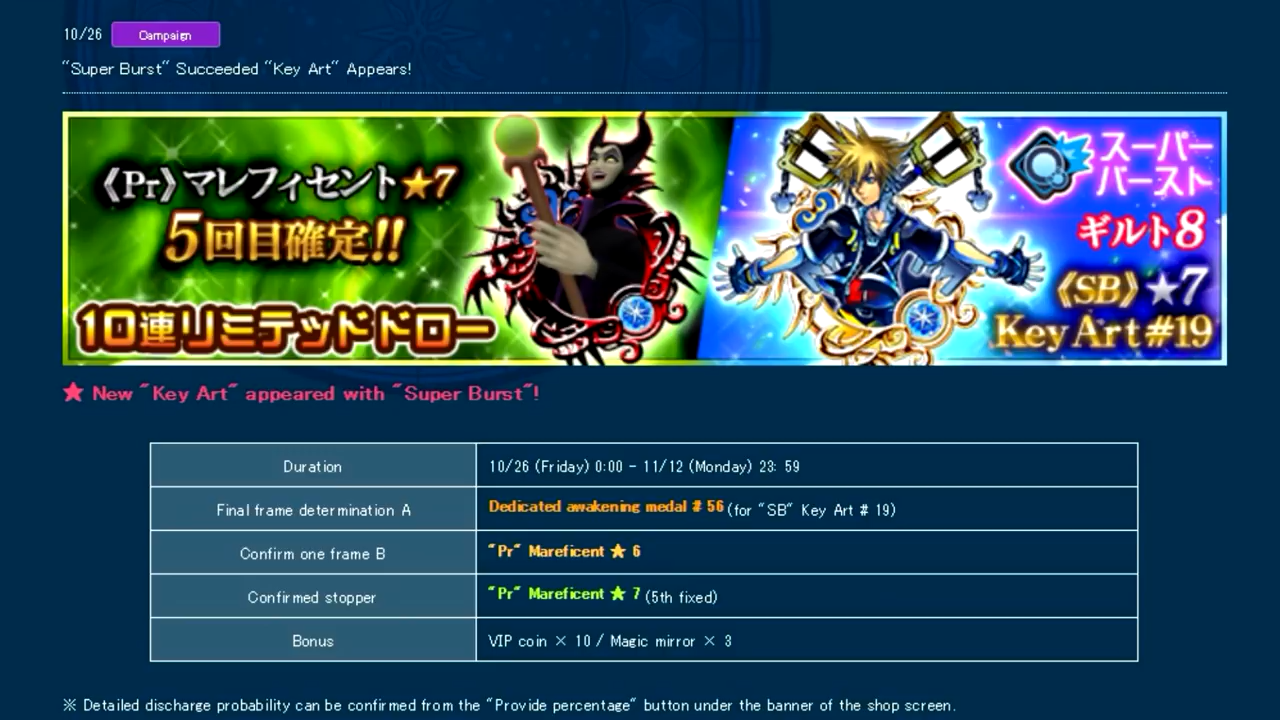 10/26 Campaign
"Super Burst" Succeeded "Key Art" Appears!
《Pr》マレフィセント★7
5回目確定!!
10連リミテッドドロー
スーパー
バースト
ギルト8
《SB》★7
Key Art #19
★ New "Key Art" appeared with "Super Burst"!
Duration 10/26 (Friday) 0:00 - 11/12 (Monday) 23: 59
Final frame determination A Dedicated awakening medal # 56 (for "SB" Key Art # 19)
Confirm one frame B "Pr" Mareficent ★ 6
Confirmed stopper "Pr" Mareficent ★ 7 (5th fixed)
Bonus VIP coin × 10 / Magic mirror × 3
※ Detailed discharge probability can be confirmed from the "Provide percentage" button under the banner of the shop screen.